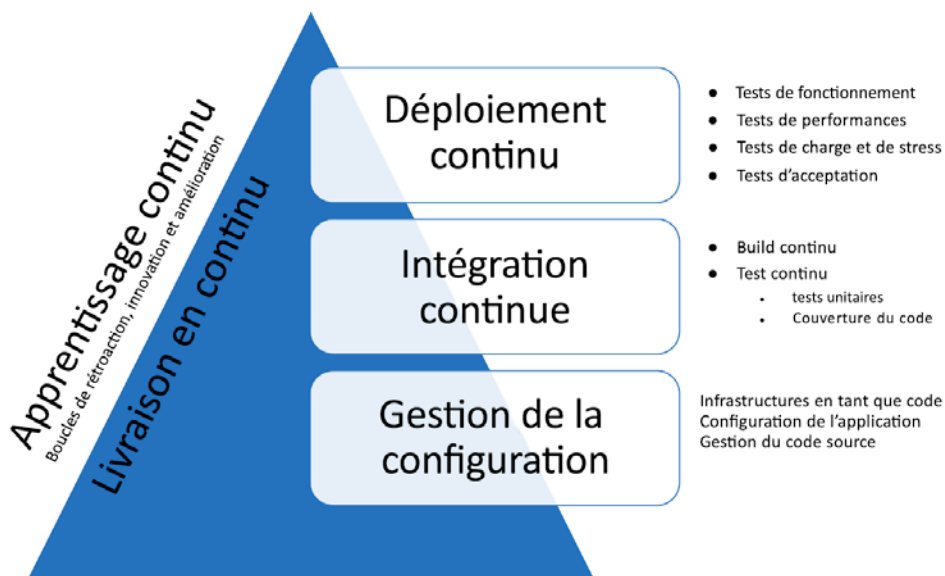 Apprentissage continu
Boucles de rétroaction, innovation et amélioration
Livraison en continu
Déploiement
continu
● Tests de fonctionnement
● Tests de performances
● Tests de charge et de stress
● Tests d’acceptation
Intégration
continue
● Build continu
● Test continu
• tests unitaires
• Couverture du code
Gestion de la
configuration
Infrastructures en tant que code
Configuration de l’application
Gestion du code source